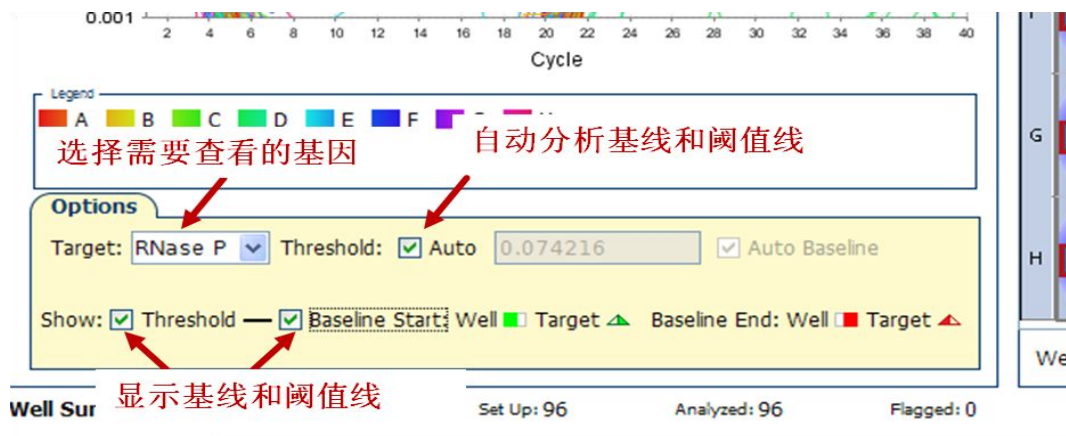 0.001
2 4 6 8 10 12 14 16 18 20 22 24 26 28 30 32 34 36 38 40
Cycle
Legend
A B C D E F
选择需要查看的基因
自动分析基线和阈值线
G
Options
Target: RNase P Threshold: Auto 0.074216 Auto Baseline
H
Show: Threshold Baseline Start: Well Target Baseline End: Well Target
显示基线和阈值线
We
Well Sur
Set Up: 96 Analyzed: 96 Flagged: 0